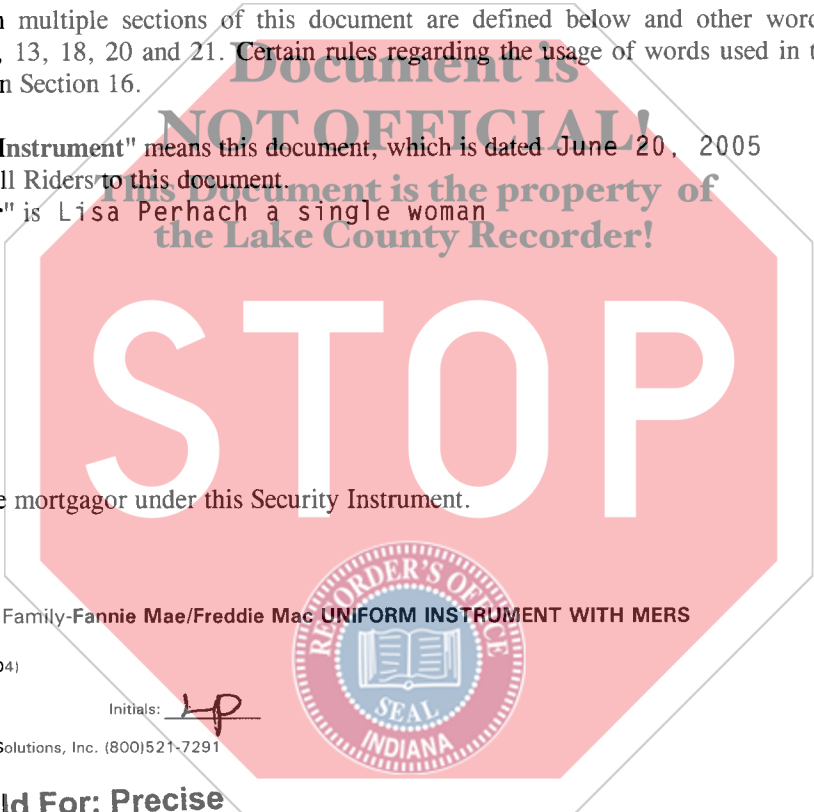 n multiple sections of this document are defined below and other word
, 13, 18, 20 and 21. Certain rules regarding the usage of words used in t
n Section 16.
Document is
NOT OFFICIAL!
Instrument" means this document, which is dated June 20, 2005
ll Riders to this document.
This Document is the property of
" is Lisa Perhach a single woman
the Lake County Recorder!
STOP
e mortgagor under this Security Instrument.
RECORDER'S OFFICE
SEAL
INDIANA
Family-Fannie Mae/Freddie Mac UNIFORM INSTRUMENT WITH MERS
04)
Initials: LP
Solutions, Inc. (800)521-7291
ld For: Precise